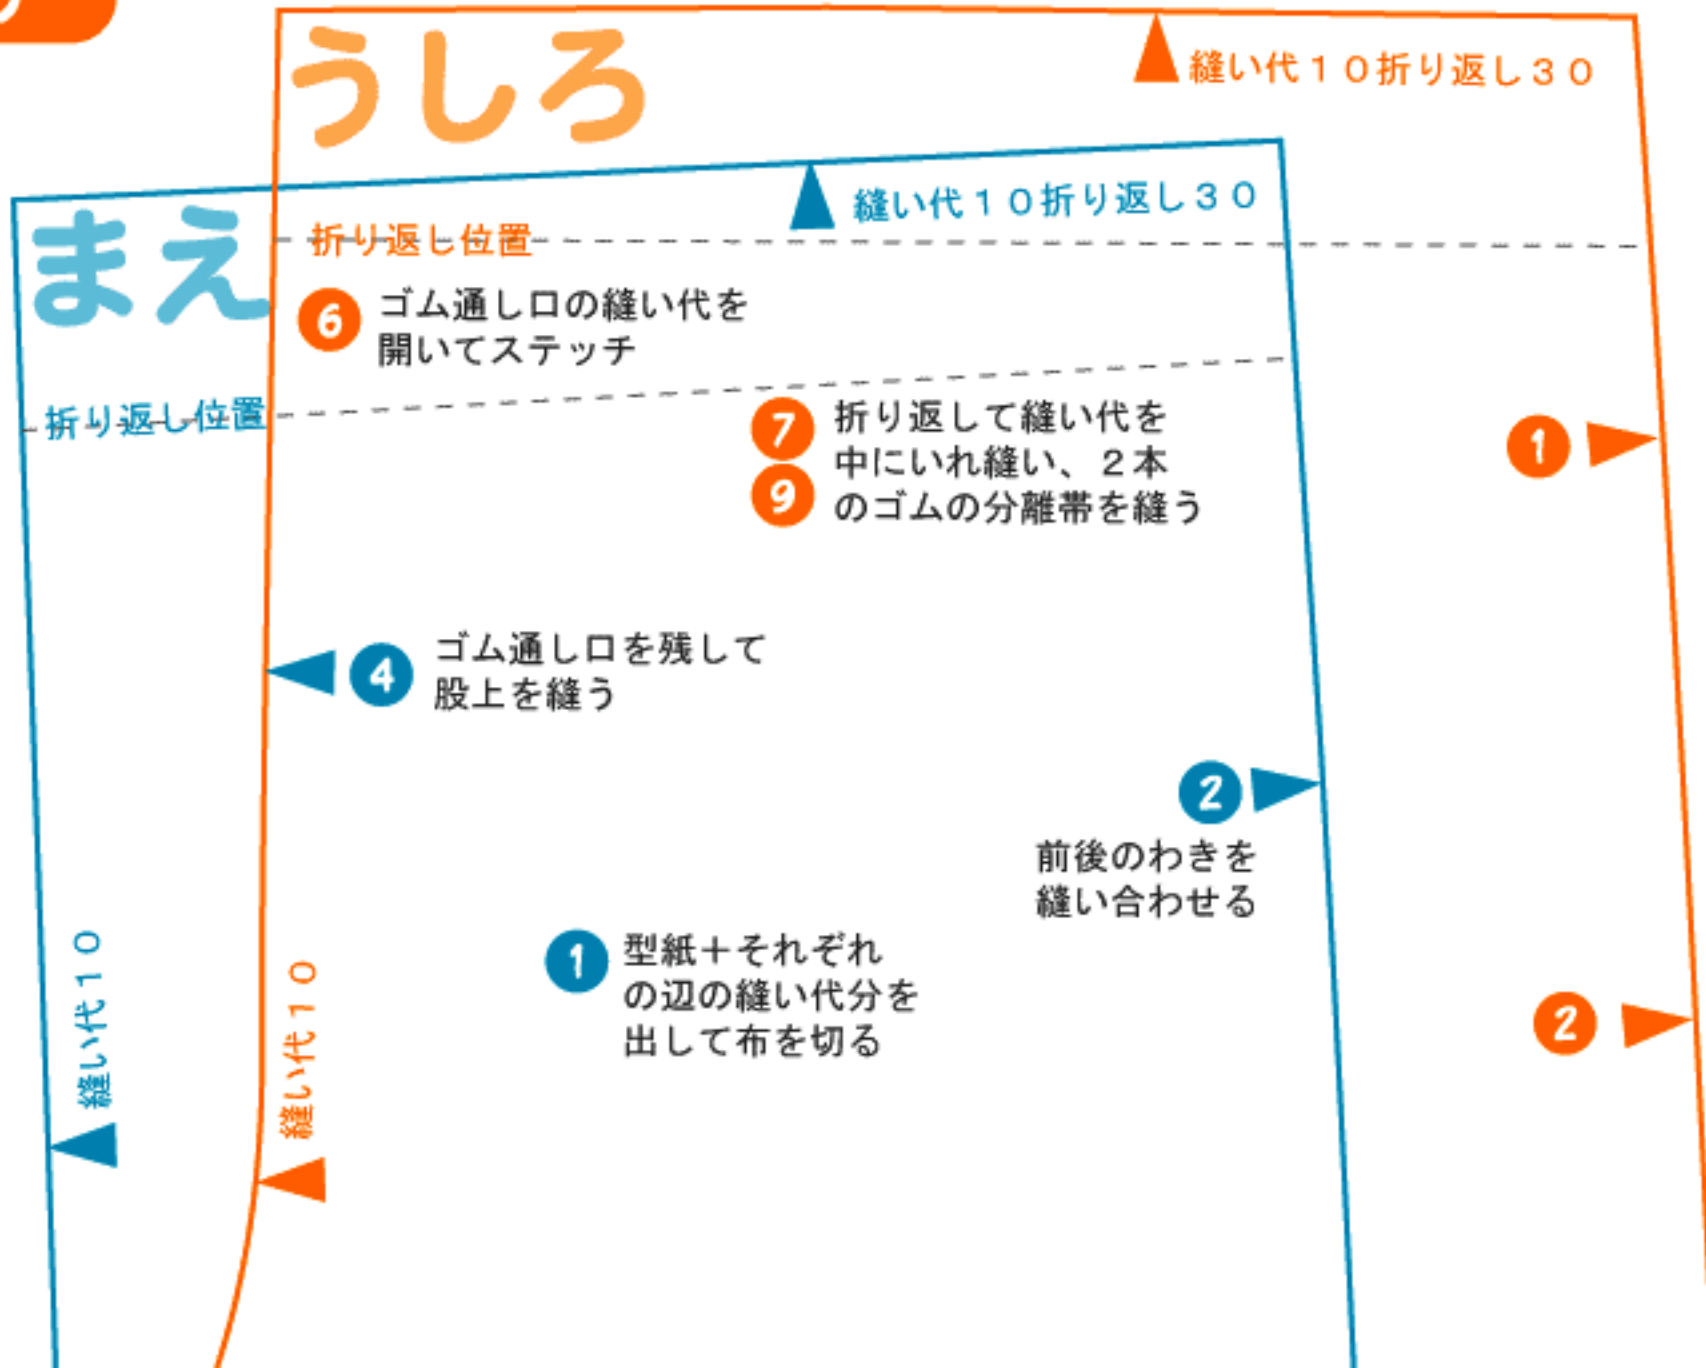 うしろ
縫い代１０折り返し３０
まえ
縫い代１０折り返し３０
折り返し位置
6
ゴム通し口の縫い代を
開いてステッチ
折り返し位置
7
9
折り返して縫い代を
中にいれ縫い、２本
のゴムの分離帯を縫う
1
4
ゴム通し口を残して
股上を縫う
2
前後のわきを
縫い合わせる
1
型紙＋それぞれ
の辺の縫い代分を
出して布を切る
2
縫い代１０
縫い代１０